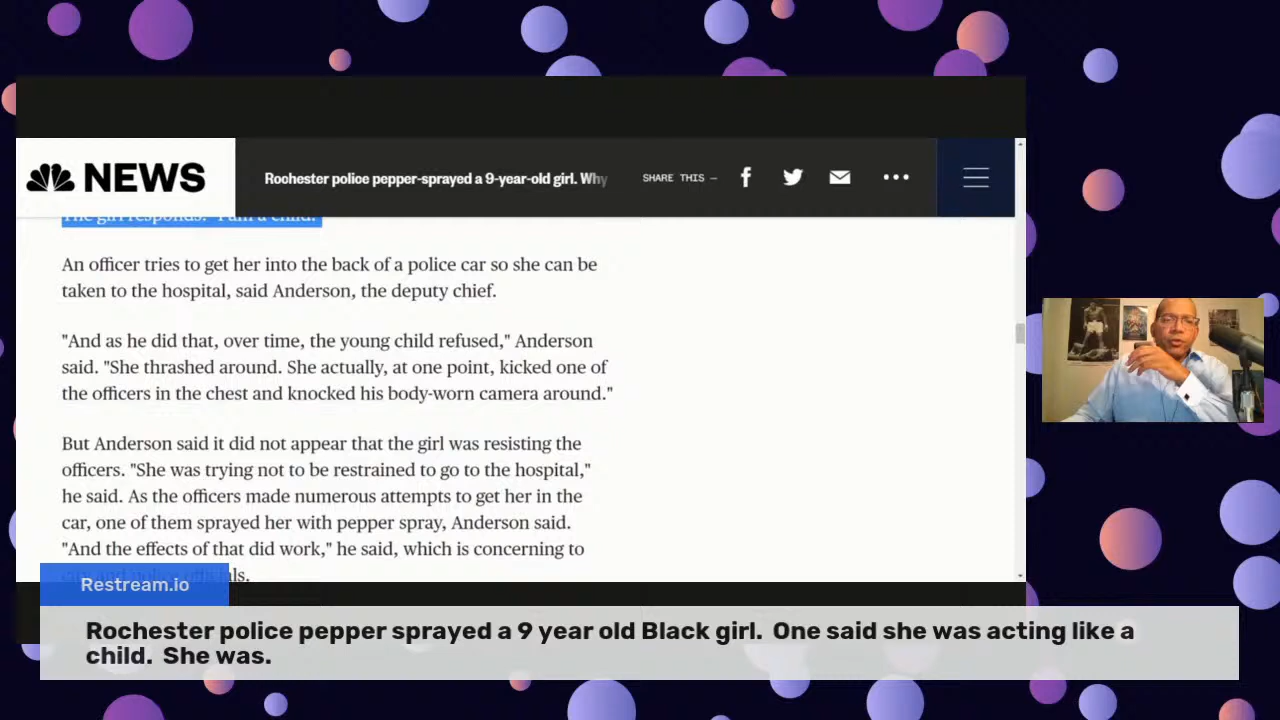 NEWS
Rochester police pepper-sprayed a 9-year-old girl. Why
SHARE THIS —
The girl responds: "I am a child."
An officer tries to get her into the back of a police car so she can be
taken to the hospital, said Anderson, the deputy chief.
"And as he did that, over time, the young child refused," Anderson
said. "She thrashed around. She actually, at one point, kicked one of
the officers in the chest and knocked his body-worn camera around."
But Anderson said it did not appear that the girl was resisting the
officers. "She was trying not to be restrained to go to the hospital,"
he said. As the officers made numerous attempts to get her in the
car, one of them sprayed her with pepper spray, Anderson said.
"And the effects of that did work," he said, which is concerning to
Restream.io
Rochester police pepper sprayed a 9 year old Black girl. One said she was acting like a
child. She was.